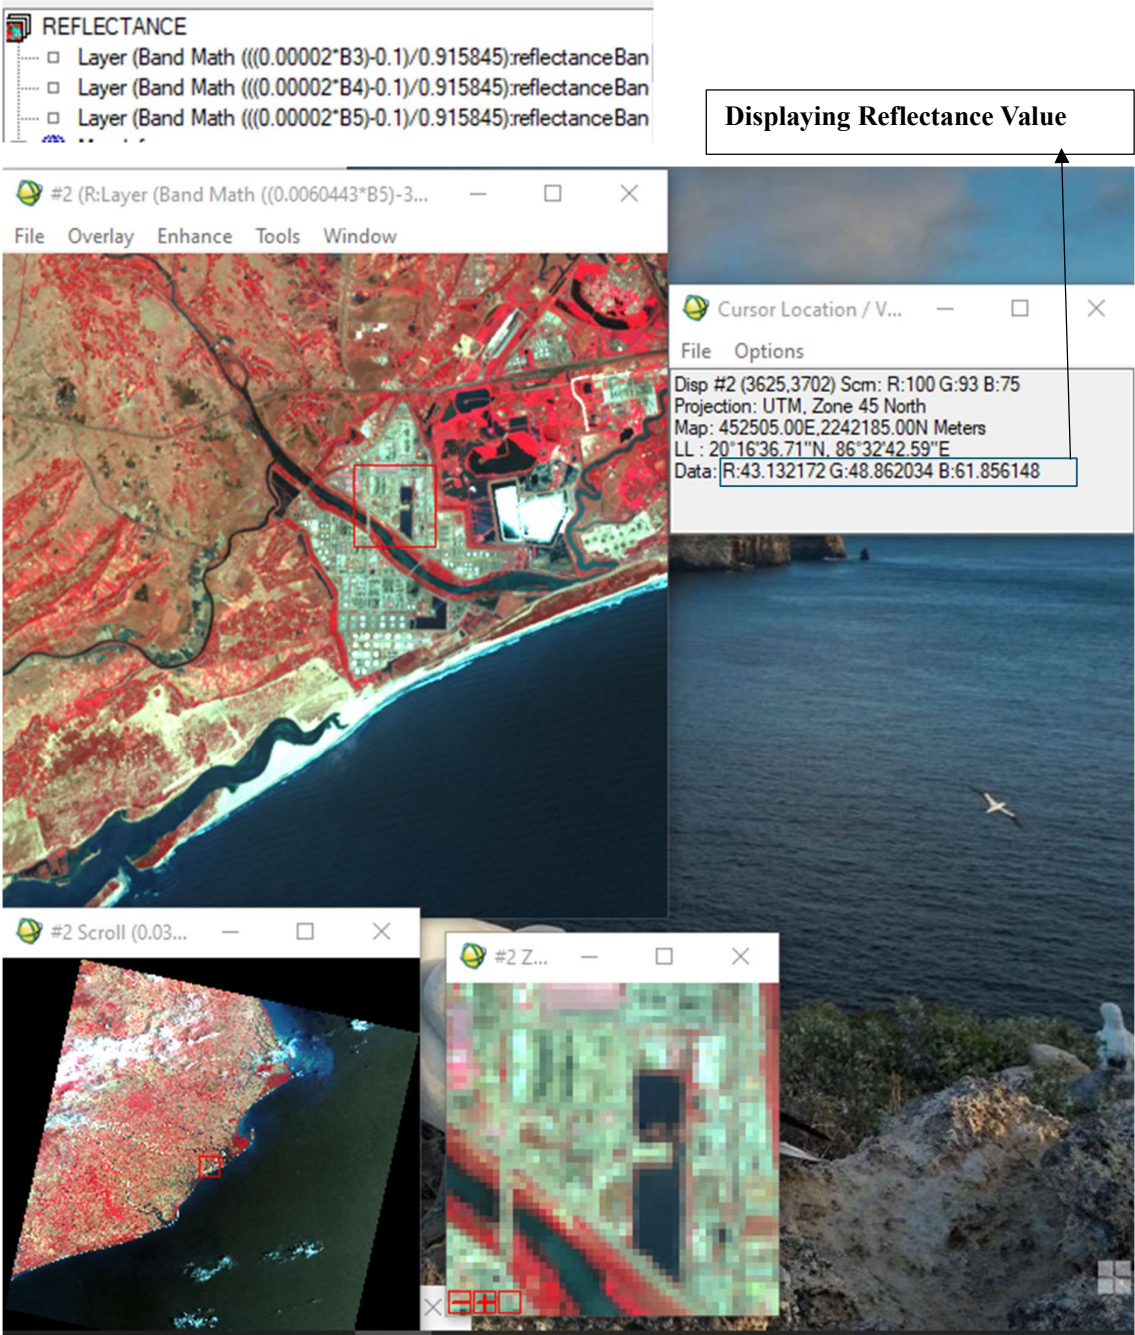 REFLECTANCE
Layer (Band Math (((0.00002*B3)-0.1)/0.915845):reflectanceBan
Layer (Band Math (((0.00002*B4)-0.1)/0.915845):reflectanceBan
Layer (Band Math (((0.00002*B5)-0.1)/0.915845):reflectanceBan
Displaying Reflectance Value
#2 (R:Layer (Band Math ((0.0060443*B5)-3...
File Overlay Enhance Tools Window
Cursor Location / V...
File Options
Disp #2 (3625,3702) Scrn: R:100 G:93 B:75
Projection: UTM, Zone 45 North
Map: 452505.00E,2242185.00N Meters
LL : 20°16'36.71"N, 86°32'42.59"E
Data: R:43.132172 G:48.862034 B:61.856148
#2 Scroll (0.03...
#2 Z...